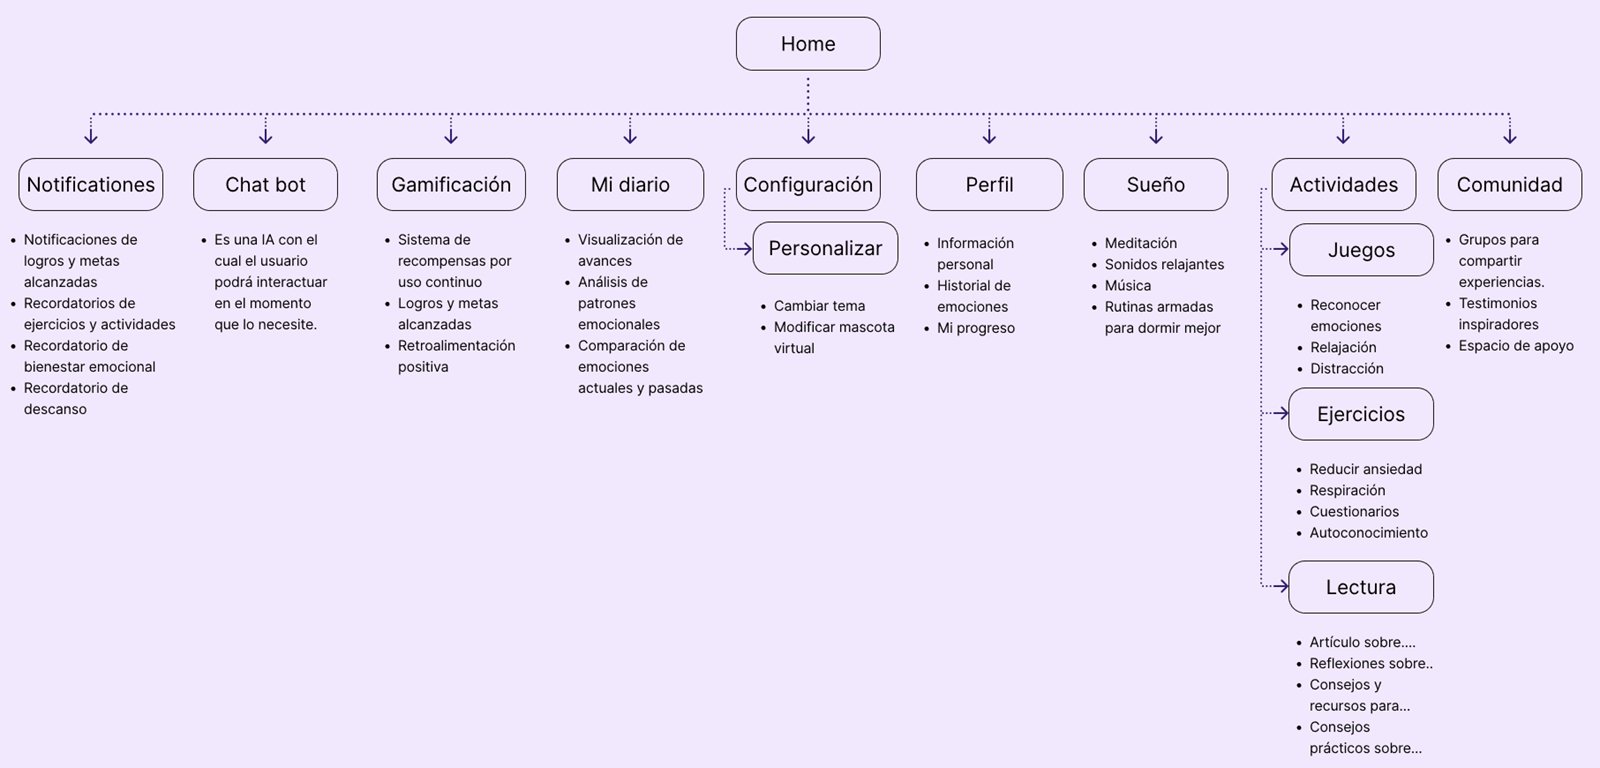 Home
Notificationes
Chat bot
Gamificación
Mi diario
Configuración
Perfil
Sueño
Actividades
Comunidad
• Notificaciones de
logros y metas
alcanzadas
• Recordatorios de
ejercicios y actividades
• Recordatorio de
bienestar emocional
• Recordatorio de
descanso
• Es una IA con el
cual el usuario
podrá interactuar
en el momento
que lo necesite.
• Sistema de
recompensas por
uso continuo
• Logros y metas
alcanzadas
• Retroalimentación
positiva
• Visualización de
avances
• Análisis de
patrones
emocionales
• Comparación de
emociones
actuales y pasadas
Personalizar
• Cambiar tema
• Modificar mascota
virtual
• Información
personal
• Historial de
emociones
• Mi progreso
• Meditación
• Sonidos relajantes
• Música
• Rutinas armadas
para dormir mejor
Juegos
• Reconocer
emociones
• Relajación
• Distracción
Ejercicios
• Reducir ansiedad
• Respiración
• Cuestionarios
• Autoconocimiento
Lectura
• Artículo sobre....
• Reflexiones sobre..
• Consejos y
recursos para...
• Consejos
prácticos sobre...
• Grupos para
compartir
experiencias.
• Testimonios
inspiradores
• Espacio de apoyo